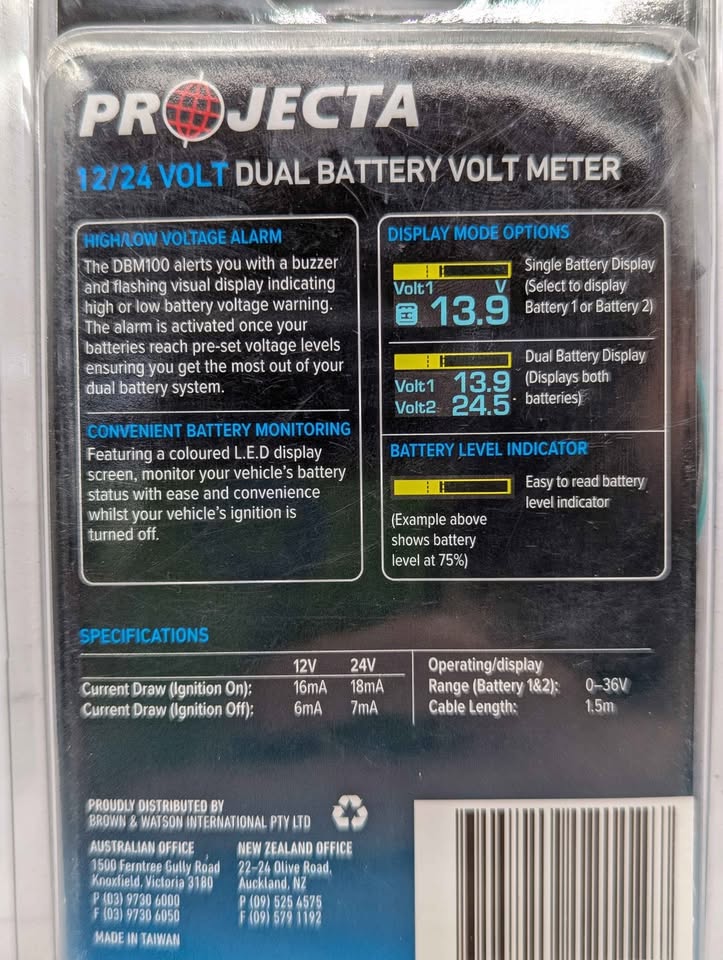 PROJECTA
12/24 VOLT DUAL BATTERY VOLT METER
HIGH/LOW VOLTAGE ALARM
The DBM100 alerts you with a buzzer
and flashing visual display indicating
high or low battery voltage warning.
The alarm is activated once your
batteries reach pre-set voltage levels
ensuring you get the most out of your
dual battery system.
CONVENIENT BATTERY MONITORING
Featuring a coloured L.E.D display
screen, monitor your vehicle's battery
status with ease and convenience
whilst your vehicle's ignition is
turned off.
DISPLAY MODE OPTIONS
Volt1 V
13.9
Single Battery Display
(Select to display
Battery 1 or Battery 2)
Volt1 13.9
Volt2 24.5
Dual Battery Display
(Displays both
batteries)
BATTERY LEVEL INDICATOR
Easy to read battery
level indicator
(Example above
shows battery
level at 75%)
SPECIFICATIONS
12V 24V
Current Draw (Ignition On): 16mA 18mA
Current Draw (Ignition Off): 6mA 7mA
Operating/display
Range (Battery 1&2): 0–36V
Cable Length: 1.5m
PROUDLY DISTRIBUTED BY
BROWN & WATSON INTERNATIONAL PTY LTD
AUSTRALIAN OFFICE
1500 Ferntree Gully Road
Knoxfield, Victoria 3180
P (03) 9730 6000
F (03) 9730 6050
NEW ZEALAND OFFICE
22–24 Olive Road,
Auckland, NZ
P (09) 525 4575
F (09) 579 1192
MADE IN TAIWAN